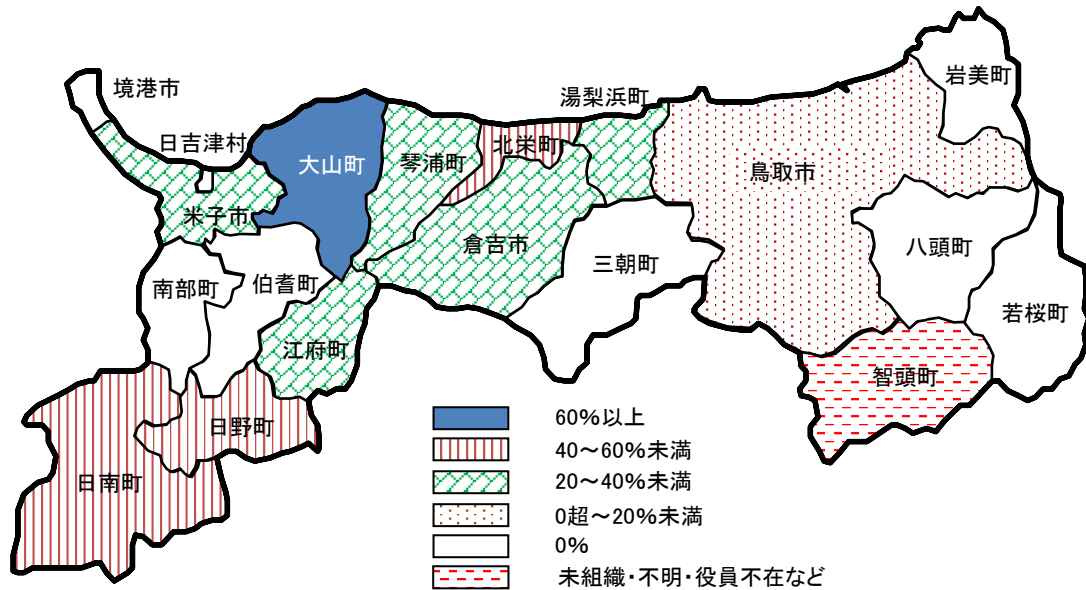 岩美町
境港市
湯梨浜町
日吉津村
北栄町
大山町
琴浦町
鳥取市
米子市
倉吉市
八頭町
三朝町
伯耆町
南部町
若桜町
江府町
智頭町
日野町
日南町
60%以上
40～60%未満
20～40%未満
0超～20%未満
0%
未組織・不明・役員不在など